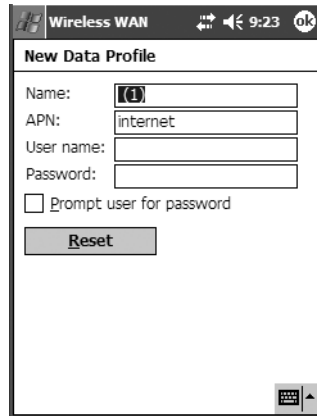 Wireless WAN 9:23 ok
New Data Profile
Name: (1)
APN: internet
User name:
Password:
Prompt user for password
Reset